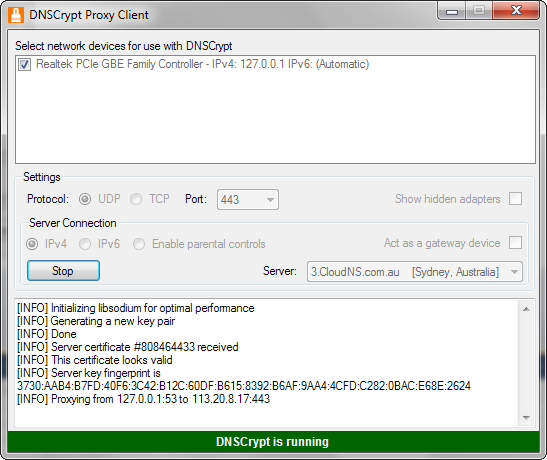 DNSCrypt Proxy Client
Select network devices for use with DNSCrypt
Realtek PCIe GBE Family Controller - IPv4: 127.0.0.1 IPv6: (Automatic)
Settings
Protocol: UDP TCP Port: 443 Show hidden adapters
Server Connection
IPv4 IPv6 Enable parental controls Act as a gateway device
Stop Server: 3.CloudNS.com.au [Sydney, Australia]
[INFO] Initializing libsodium for optimal performance
[INFO] Generating a new key pair
[INFO] Done
[INFO] Server certificate #808464433 received
[INFO] This certificate looks valid
[INFO] Server key fingerprint is
3730:AAB4:B7FD:40F6:3C42:B12C:60DF:B615:8392:B6AF:9AA4:4CFD:C282:0BAC:E68E:2624
[INFO] Proxying from 127.0.0.1:53 to 113.20.8.17:443
DNSCrypt is running